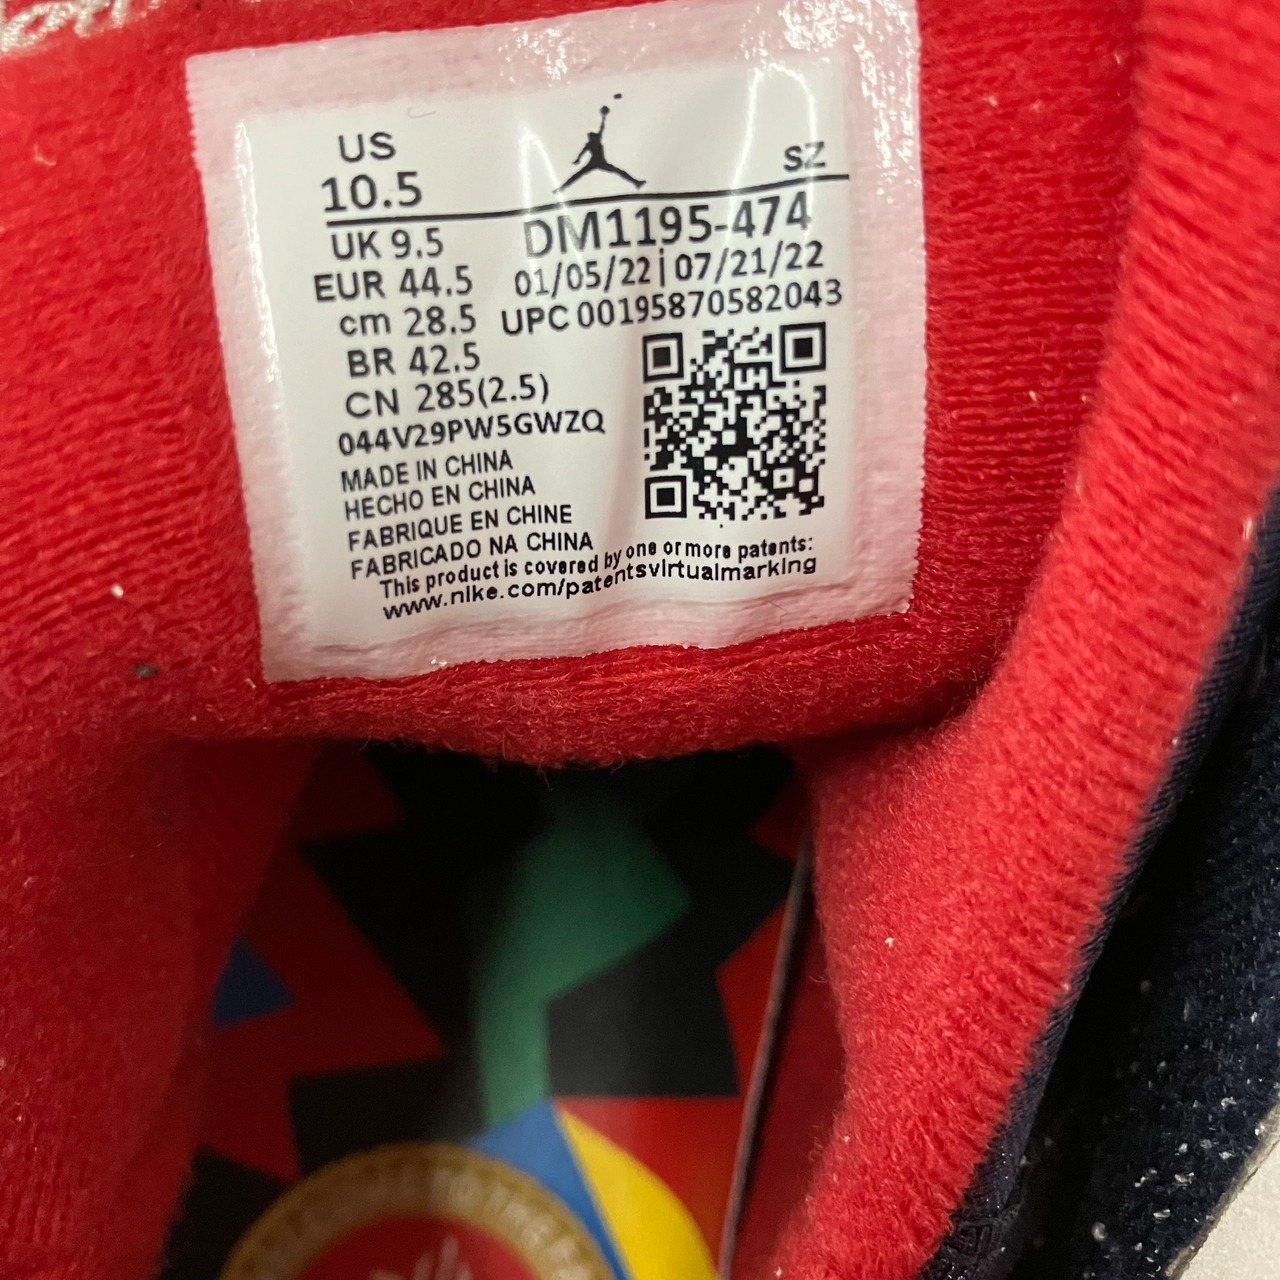 US
10.5
SZ
UK 9.5
DM1195-474
EUR 44.5
01/05/22|07/21/22
cm 28.5
UPC 00195870582043
BR 42.5
CN 285(2.5)
044V29PW5GWZQ
MADE IN CHINA
HECHO EN CHINA
FABRIQUE EN CHINE
FABRICADO NA CHINA
This product is covered by one or more patents:
www.nike.com/patentsvirtualmarking
TO THE